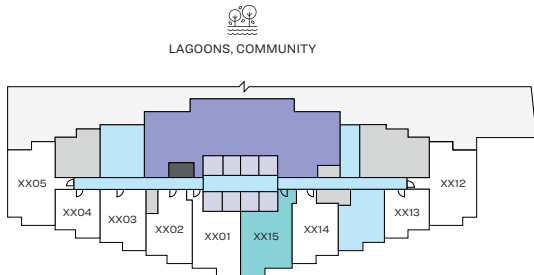 LAGOONS, COMMUNITY
XX05
XX04
XX03
XX02
XX01
XX15
XX14
XX13
XX12